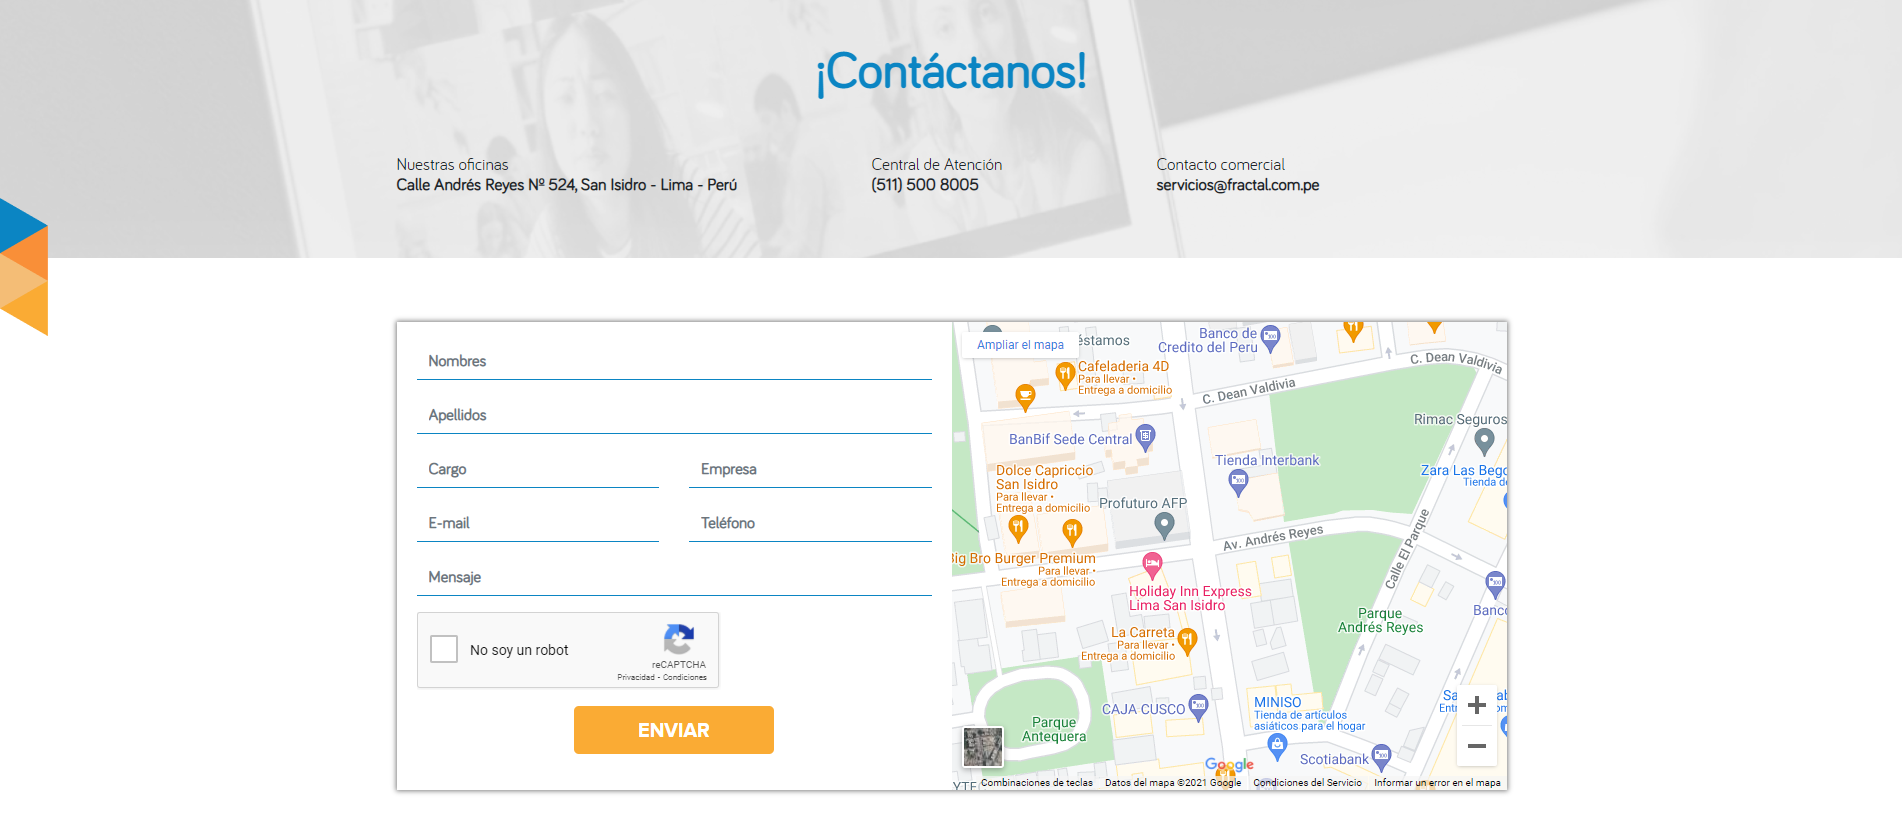 ¡Contáctanos!
Nuestras oficinas
Calle Andrés Reyes Nº 524, San Isidro - Lima - Perú
Central de Atención
(511) 500 8005
Contacto comercial
servicios@fractal.com.pe
Nombres
Apellidos
Cargo
Empresa
E-mail
Teléfono
Mensaje
No soy un robot
reCAPTCHA
Privacidad - Condiciones
ENVIAR
Ampliar el mapa
éstamos
Banco de
Credito del Peru
C. Dean Valdivia
Cafeladeria 4D
Para llevar •
Entrega a domicilio
C. Dean Valdivia
Rimac Seguros
BanBif Sede Central
Tienda Interbank
Zara Las Bego
Tienda de
Dolce Capriccio
San Isidro
Para llevar •
Entrega a domicilio
Profuturo AFP
Av. Andrés Reyes
Calle El Parque
Big Bro Burger Premium
Para llevar •
Entrega a domicilio
Holiday Inn Express
Lima San Isidro
Banco
Parque
Andrés Reyes
La Carreta
Para llevar •
Entrega a domicilio
CAJA CUSCO
MINISO
Tienda de artículos
asiáticos para el hogar
Parque
Antequera
Scotiabank
Google
Combinaciones de teclas
Datos del mapa ©2021 Google
Condiciones del Servicio
Informar un error en el mapa